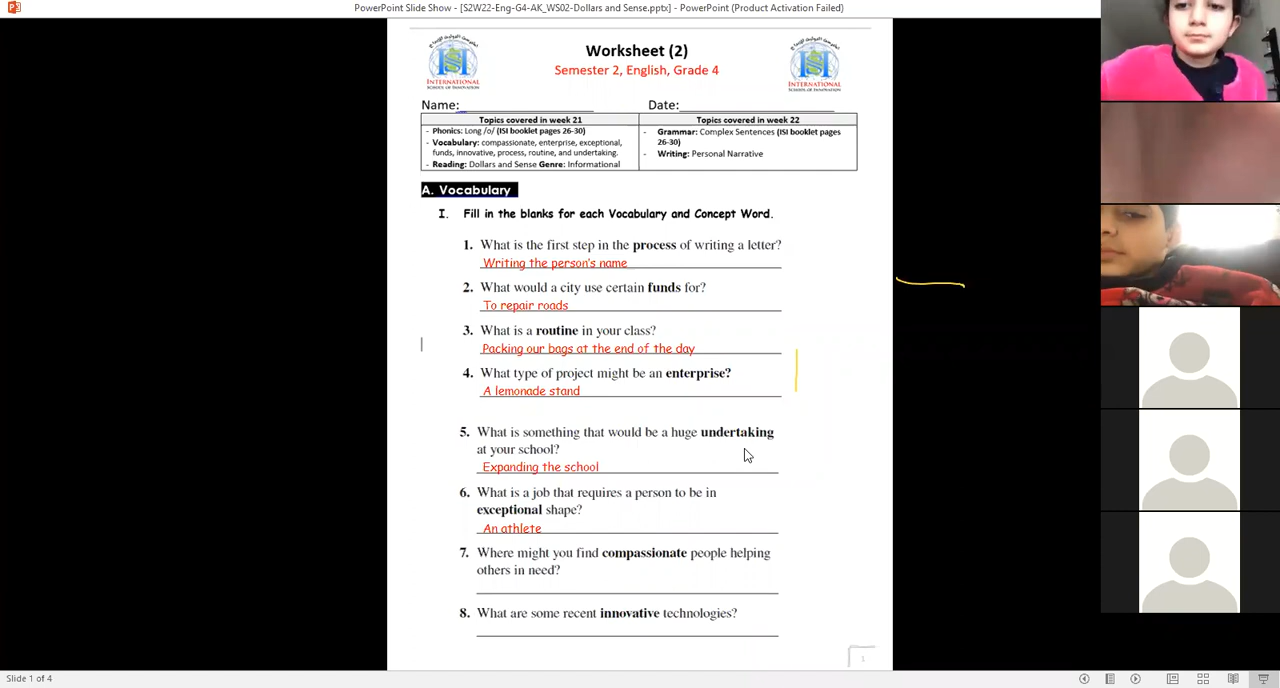 PowerPoint Slide Show - [S2W22-Eng-G4-AK_WS02-Dollars and Sense.pptx] - PowerPoint (Product Activation Failed)
Worksheet (2)
Semester 2, English, Grade 4
ISI
INTERNATIONAL
SCHOOL OF INNOVATION
ISI
INTERNATIONAL
SCHOOL OF INNOVATION
Name: Date:
Topics covered in week 21
- Phonics: Long /o/ (ISI booklet pages 26-30)
- Vocabulary: compassionate, enterprise, exceptional,
funds, innovative, process, routine, and undertaking.
- Reading: Dollars and Sense Genre: Informational
Topics covered in week 22
- Grammar: Complex Sentences (ISI booklet pages
26-30)
- Writing: Personal Narrative
A. Vocabulary
I. Fill in the blanks for each Vocabulary and Concept Word.
1. What is the first step in the process of writing a letter?
Writing the person's name
2. What would a city use certain funds for?
To repair roads
3. What is a routine in your class?
Packing our bags at the end of the day
4. What type of project might be an enterprise?
A lemonade stand
5. What is something that would be a huge undertaking
at your school?
Expanding the school
6. What is a job that requires a person to be in
exceptional shape?
An athlete
7. Where might you find compassionate people helping
others in need?
8. What are some recent innovative technologies?
1
Slide 1 of 4